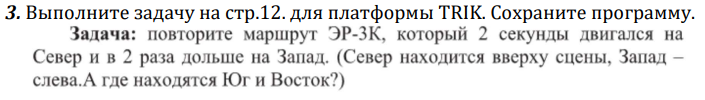 3. Выполните задачу на стр.12. для платформы TRIK. Сохраните программу.
Задача: повторите маршрут ЭР-3К, который 2 секунды двигался на
Север и в 2 раза дольше на Запад. (Север находится вверху сцены, Запад –
слева.А где находятся Юг и Восток?)